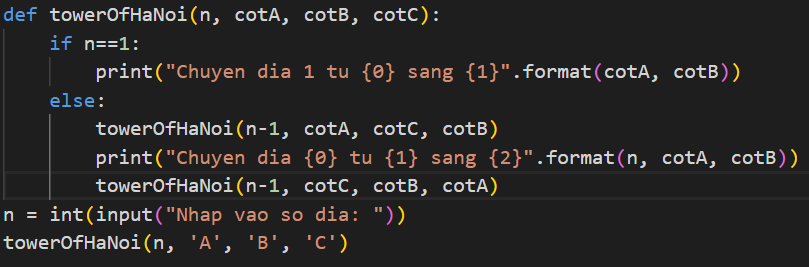 def towerOfHaNoi(n, cotA, cotB, cotC):
    if n==1:
        print("Chuyen dia 1 tu {0} sang {1}".format(cotA, cotB))
    else:
        towerOfHaNoi(n-1, cotA, cotC, cotB)
        print("Chuyen dia {0} tu {1} sang {2}".format(n, cotA, cotB))
        towerOfHaNoi(n-1, cotC, cotB, cotA)
n = int(input("Nhap vao so dia: "))
towerOfHaNoi(n, 'A', 'B', 'C')